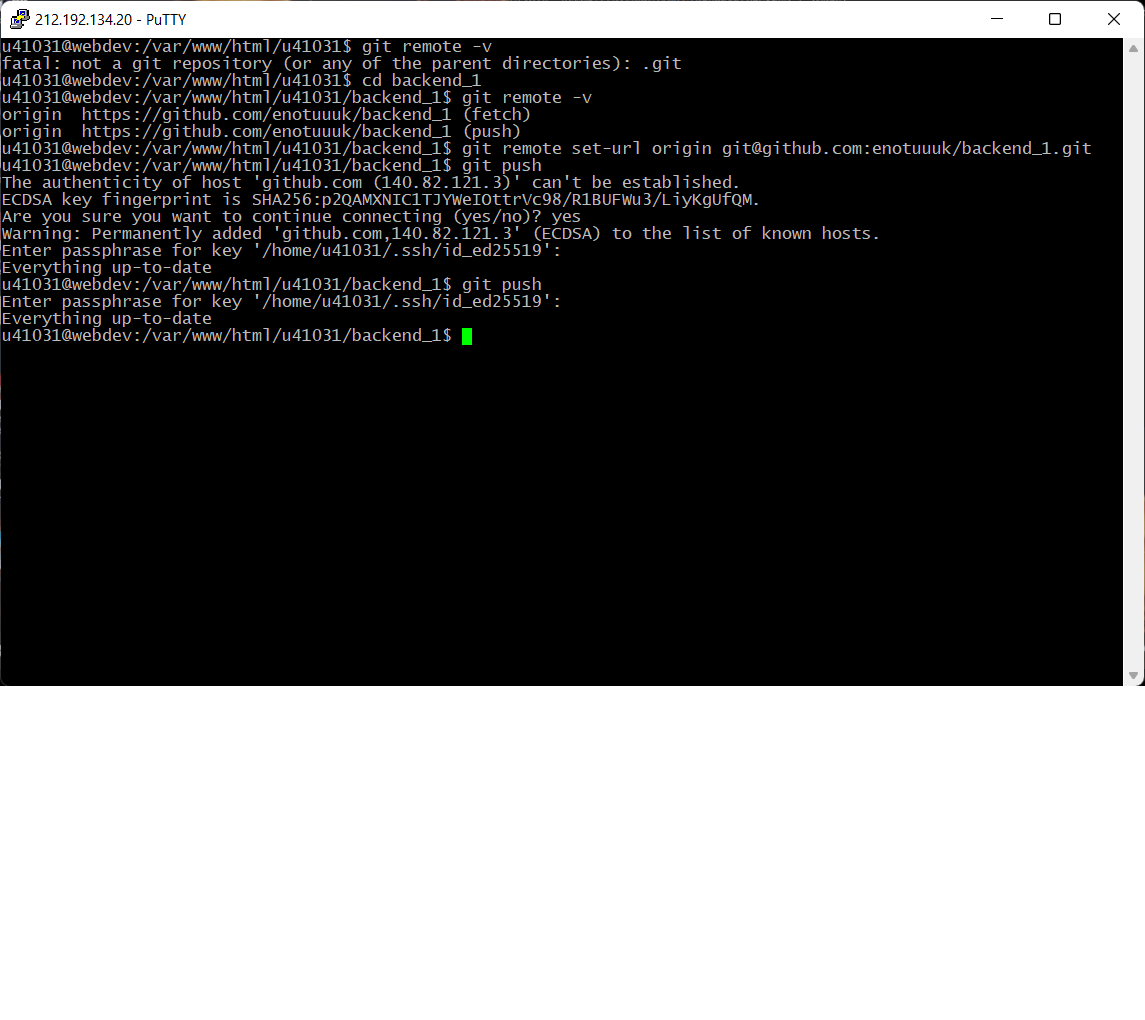 212.192.134.20 - PuTTY
u41031@webdev:/var/www/html/u41031$ git remote -v
fatal: not a git repository (or any of the parent directories): .git
u41031@webdev:/var/www/html/u41031$ cd backend_1
u41031@webdev:/var/www/html/u41031/backend_1$ git remote -v
origin  https://github.com/enotuuuk/backend_1 (fetch)
origin  https://github.com/enotuuuk/backend_1 (push)
u41031@webdev:/var/www/html/u41031/backend_1$ git remote set-url origin git@github.com:enotuuuk/backend_1.git
u41031@webdev:/var/www/html/u41031/backend_1$ git push
The authenticity of host 'github.com (140.82.121.3)' can't be established.
ECDSA key fingerprint is SHA256:p2QAMXNIC1TJYWeIOttrVc98/R1BUFWu3/LiyKgUfQM.
Are you sure you want to continue connecting (yes/no)? yes
Warning: Permanently added 'github.com,140.82.121.3' (ECDSA) to the list of known hosts.
Enter passphrase for key '/home/u41031/.ssh/id_ed25519':
Everything up-to-date
u41031@webdev:/var/www/html/u41031/backend_1$ git push
Enter passphrase for key '/home/u41031/.ssh/id_ed25519':
Everything up-to-date
u41031@webdev:/var/www/html/u41031/backend_1$